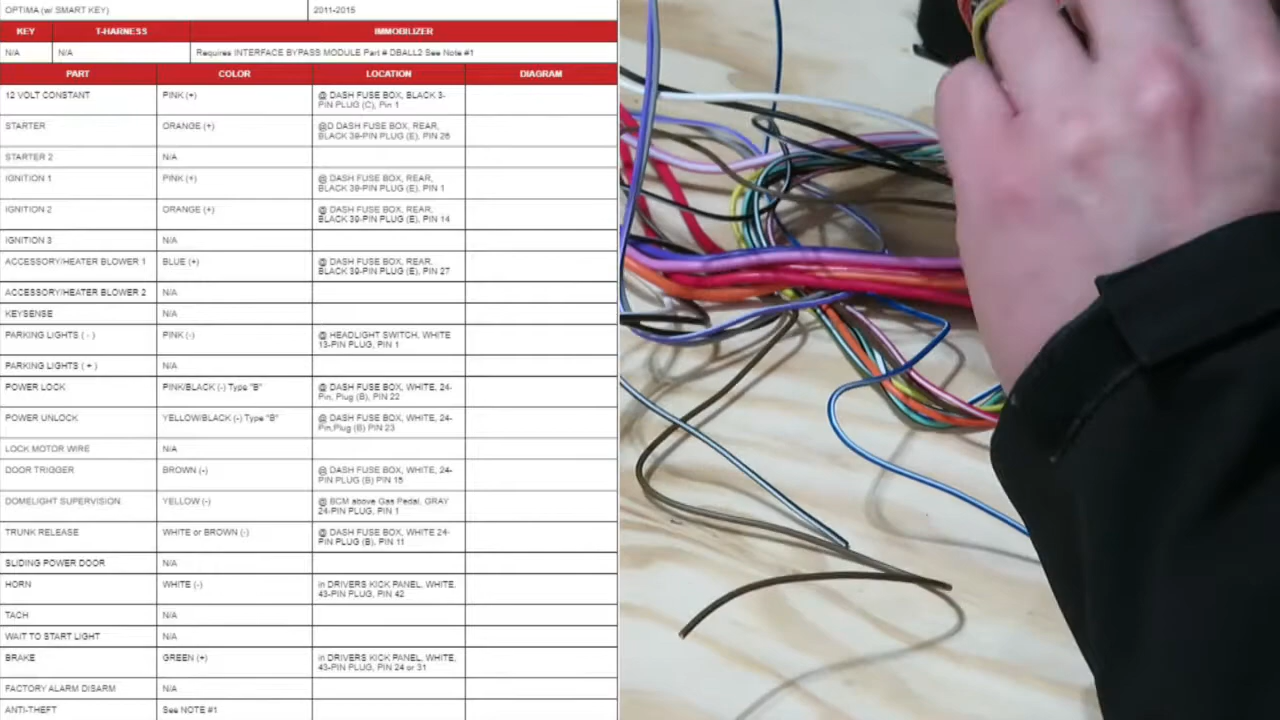 OPTIMA (w/ SMART KEY) 2011-2015
KEY T-HARNESS IMMOBILIZER
N/A N/A Requires INTERFACE BYPASS MODULE Part # DBALL2 See Note #1
PART COLOR LOCATION DIAGRAM
12 VOLT CONSTANT PINK (+) @ DASH FUSE BOX, BLACK 3-
PIN PLUG (C), Pin 1
STARTER ORANGE (+) @D DASH FUSE BOX, REAR,
BLACK 39-PIN PLUG (E), PIN 26
STARTER 2 N/A
IGNITION 1 PINK (+) @ DASH FUSE BOX, REAR,
BLACK 39-PIN PLUG (E), PIN 1
IGNITION 2 ORANGE (+) @ DASH FUSE BOX, REAR,
BLACK 39-PIN PLUG (E), PIN 14
IGNITION 3 N/A
ACCESSORY/HEATER BLOWER 1 BLUE (+) @ DASH FUSE BOX, REAR,
BLACK 39-PIN PLUG (E), PIN 27
ACCESSORY/HEATER BLOWER 2 N/A
KEYSENSE N/A
PARKING LIGHTS ( - ) PINK (-) @ HEADLIGHT SWITCH, WHITE
13-PIN PLUG, PIN 1
PARKING LIGHTS ( + ) N/A
POWER LOCK PINK/BLACK (-) Type "B" @ DASH FUSE BOX, WHITE, 24-
Pin, Plug (B), PIN 22
POWER UNLOCK YELLOW/BLACK (-) Type "B" @ DASH FUSE BOX, WHITE, 24-
Pin,Plug (B) PIN 23
LOCK MOTOR WIRE N/A
DOOR TRIGGER BROWN (-) @ DASH FUSE BOX, WHITE, 24-
PIN PLUG (B) PIN 15
DOMELIGHT SUPERVISION YELLOW (-) @ BCM above Gas Pedal, GRAY
24-PIN PLUG, PIN 1
TRUNK RELEASE WHITE or BROWN (-) @ DASH FUSE BOX, WHITE 24-
PIN PLUG (B), PIN 11
SLIDING POWER DOOR N/A
HORN WHITE (-) in DRIVERS KICK PANEL, WHITE,
43-PIN PLUG, PIN 42
TACH N/A
WAIT TO START LIGHT N/A
BRAKE GREEN (+) in DRIVERS KICK PANEL, WHITE,
43-PIN PLUG, PIN 24 or 31
FACTORY ALARM DISARM N/A
ANTI-THEFT See NOTE #1